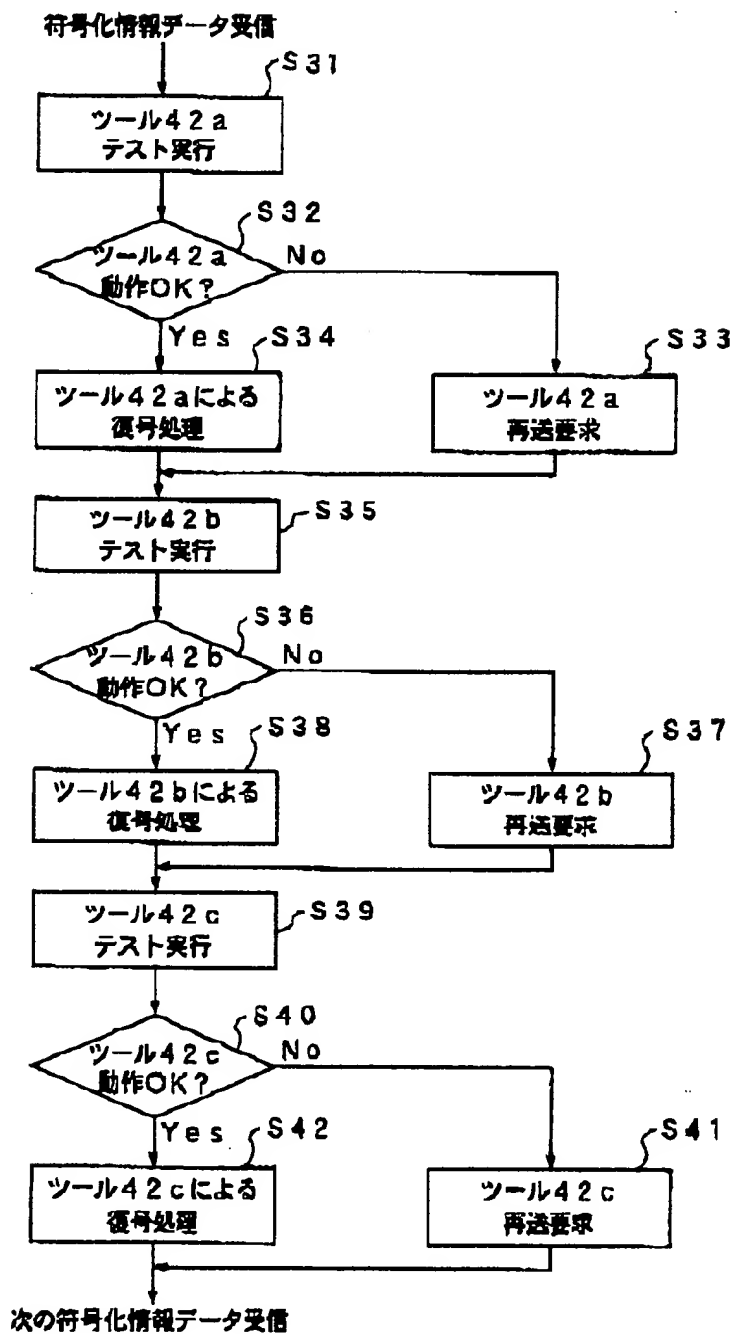 符号化情報データ受信
S31
ツール42a
テスト実行
S32
ツール42a
動作OK?
No
Yes
S34
ツール42aによる
復号処理
S33
ツール42a
再送要求
S35
ツール42b
テスト実行
S36
ツール42b
動作OK?
No
Yes
S38
ツール42bによる
復号処理
S37
ツール42b
再送要求
S39
ツール42c
テスト実行
S40
ツール42c
動作OK?
No
Yes
S42
ツール42cによる
復号処理
S41
ツール42c
再送要求
次の符号化情報データ受信